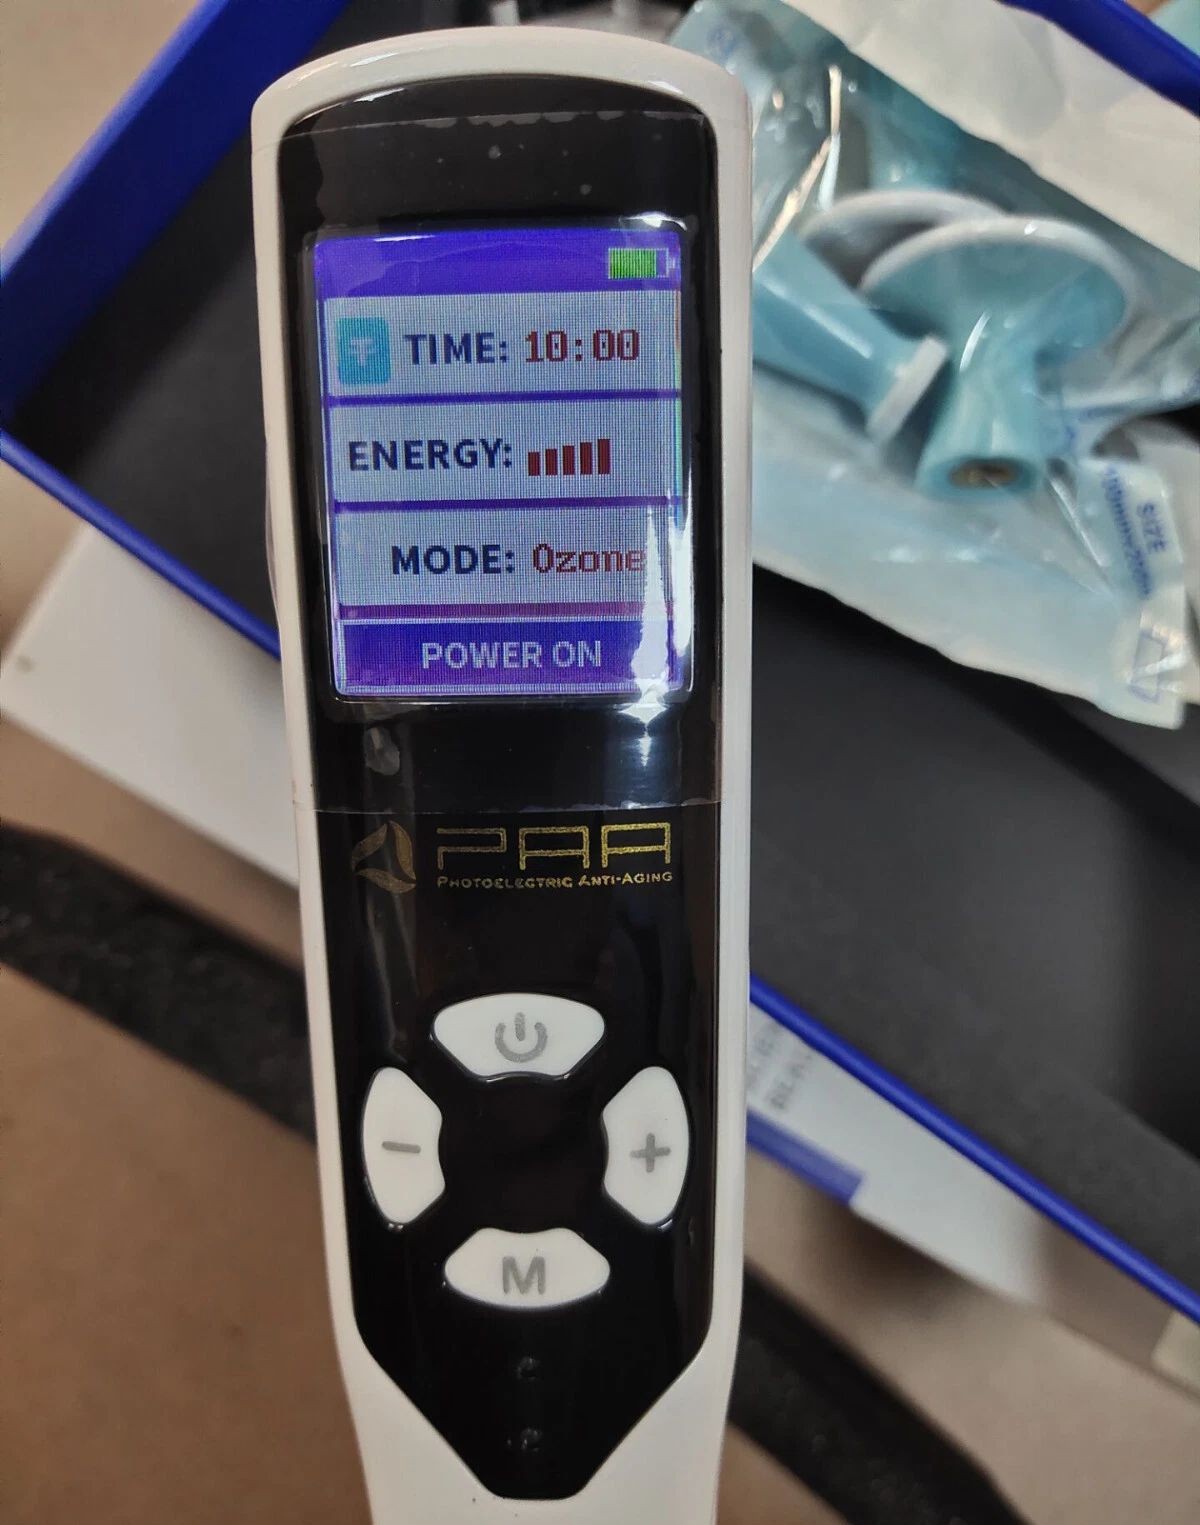 TIME: 10:00
ENERGY:
MODE: Ozone
POWER ON
PAA
PHOTOELECTRIC ANTI-AGING
M
SIZE